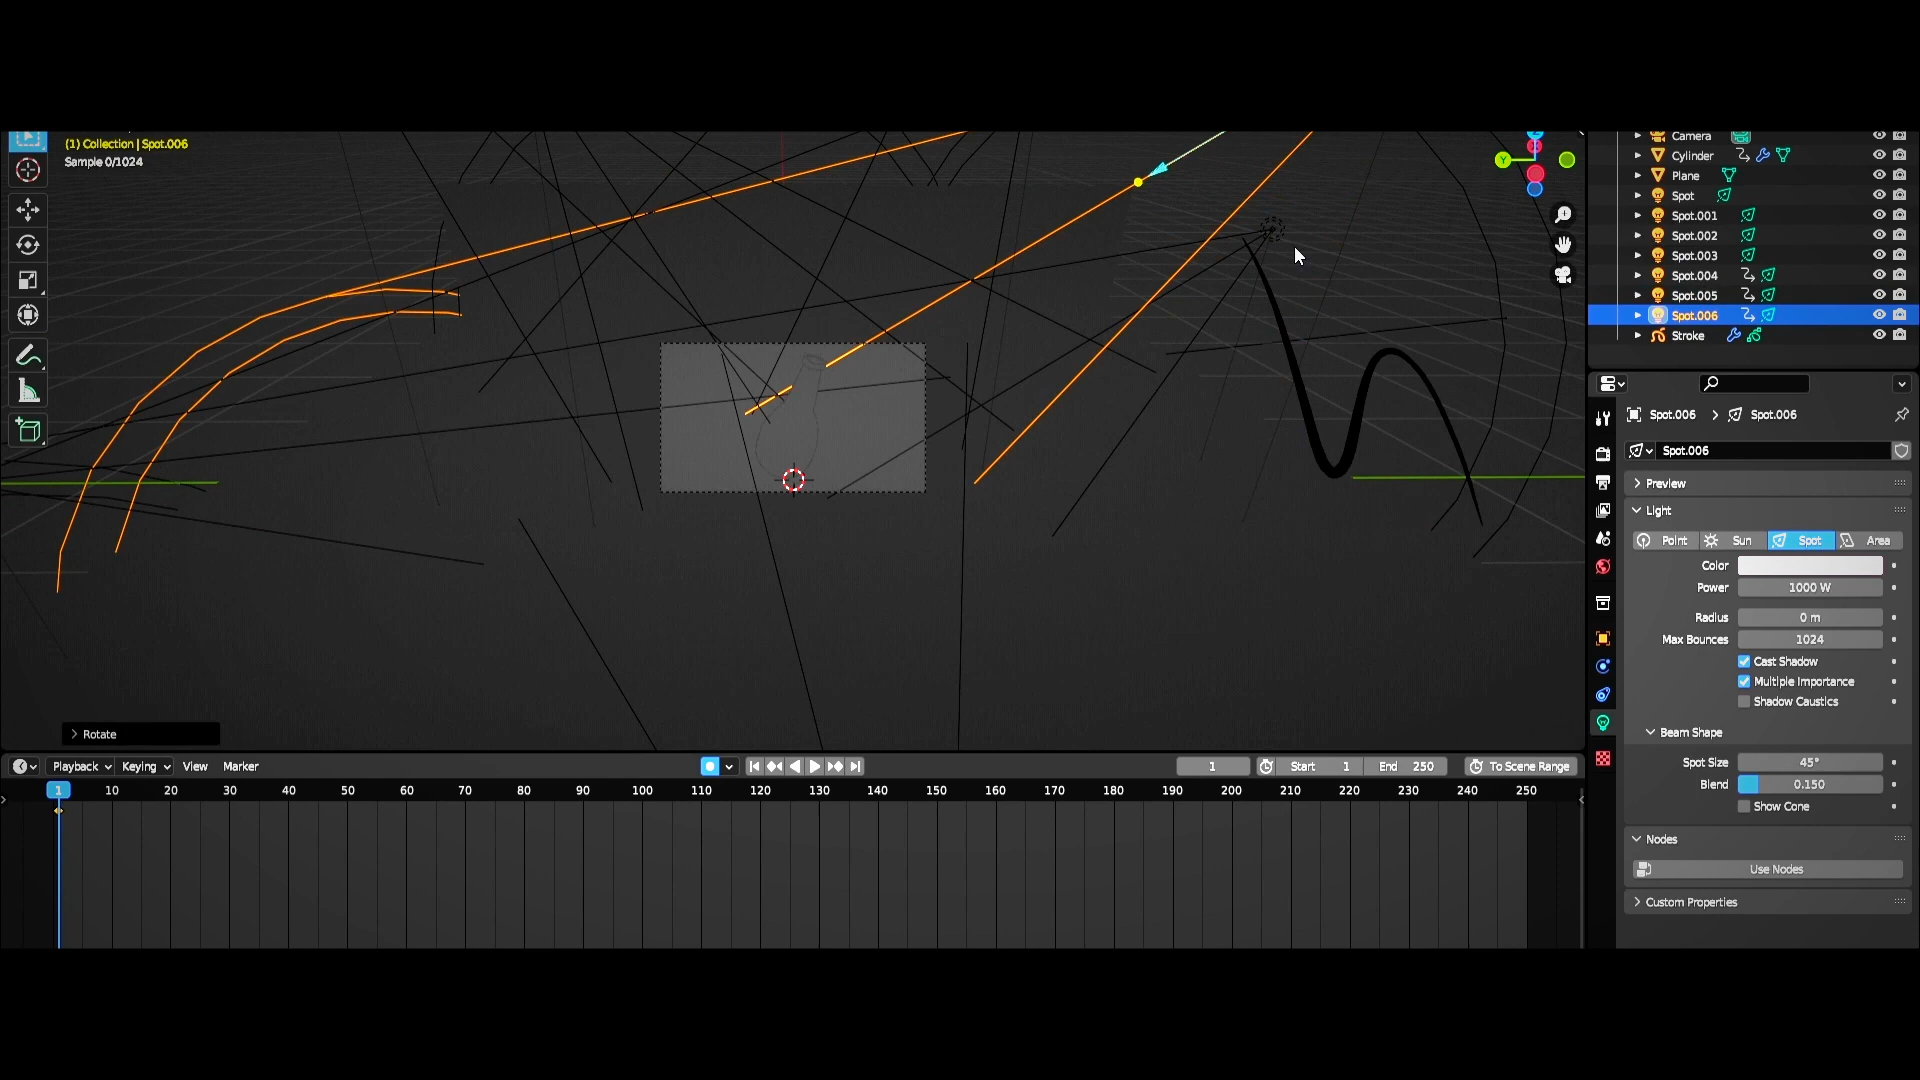 (1) Collection | Spot.006
Sample 0/1024
Y
Camera
Cylinder
Plane
Spot
Spot.001
Spot.002
Spot.003
Spot.004
Spot.005
Spot.006
Stroke
Spot.006 > Spot.006
Spot.006
Preview
Light
Point Sun Spot Area
Color
Power 1000 W
Radius 0 m
Max Bounces 1024
Cast Shadow
Multiple Importance
Shadow Caustics
Beam Shape
Spot Size 45°
Blend 0.150
Show Cone
Nodes
Use Nodes
Custom Properties
Rotate
Playback Keying View Marker 1 Start 1 End 250 To Scene Range
1 10 20 30 40 50 60 70 80 90 100 110 120 130 140 150 160 170 180 190 200 210 220 230 240 250